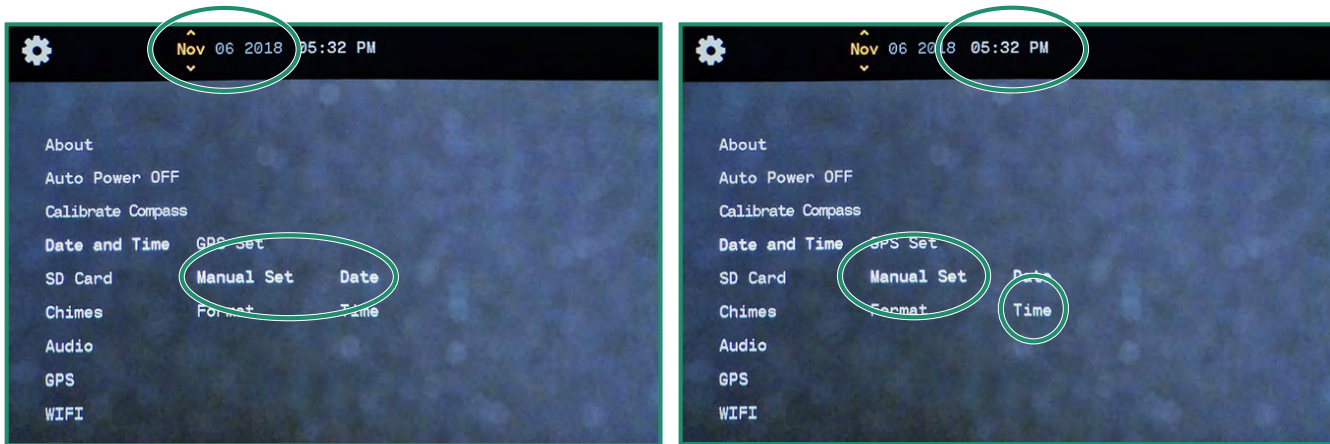 Nov 06 2018 05:32 PM
About
Auto Power OFF
Calibrate Compass
Date and Time GPS Set
SD Card Manual Set Date
Chimes Format Time
Audio
GPS
WIFI
Nov 06 2018 05:32 PM
About
Auto Power OFF
Calibrate Compass
Date and Time GPS Set
SD Card Manual Set Date
Chimes Format Time
Audio
GPS
WIFI